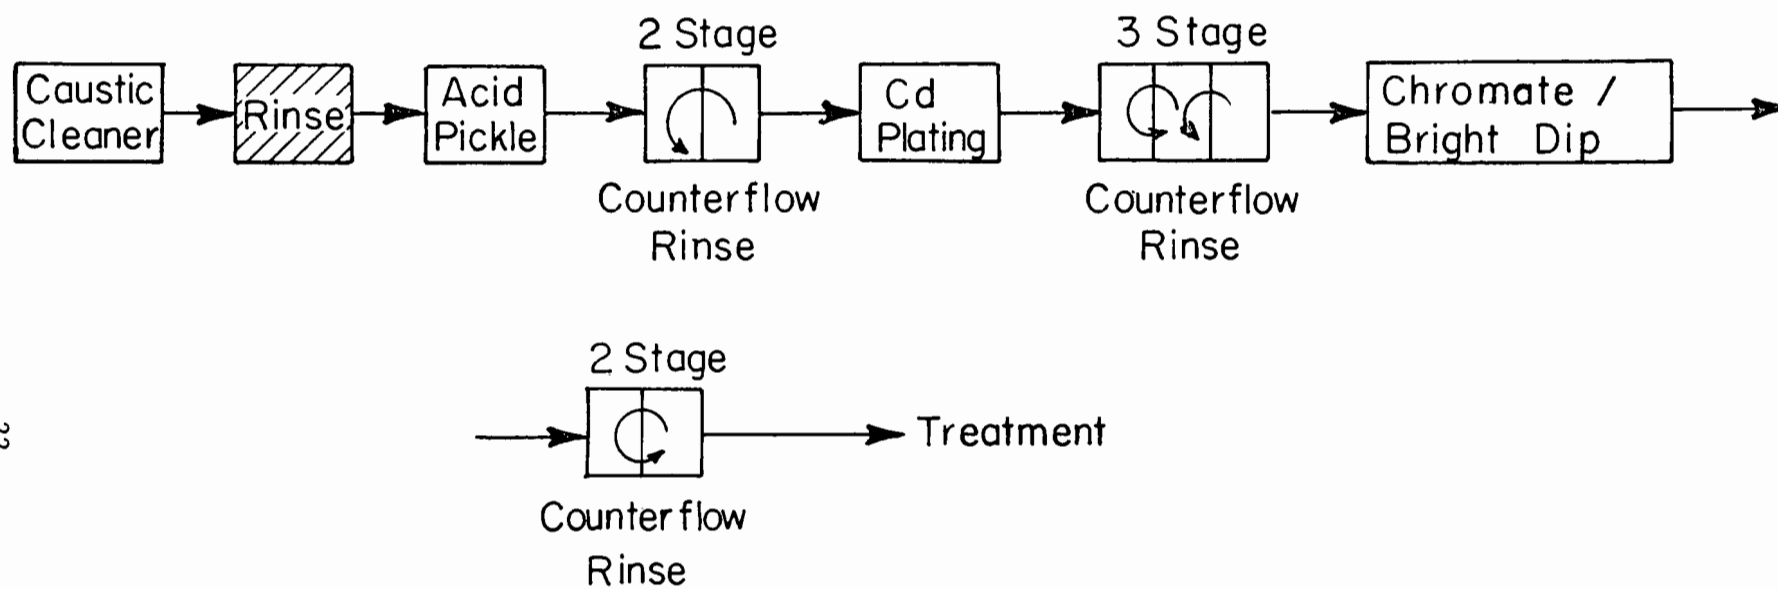 2 Stage
3 Stage
Caustic
Cleaner
Rinse
Acid
Pickle
Cd
Plating
Chromate /
Bright Dip
Counterflow
Rinse
Counterflow
Rinse
2 Stage
Treatment
Counterflow
Rinse
22